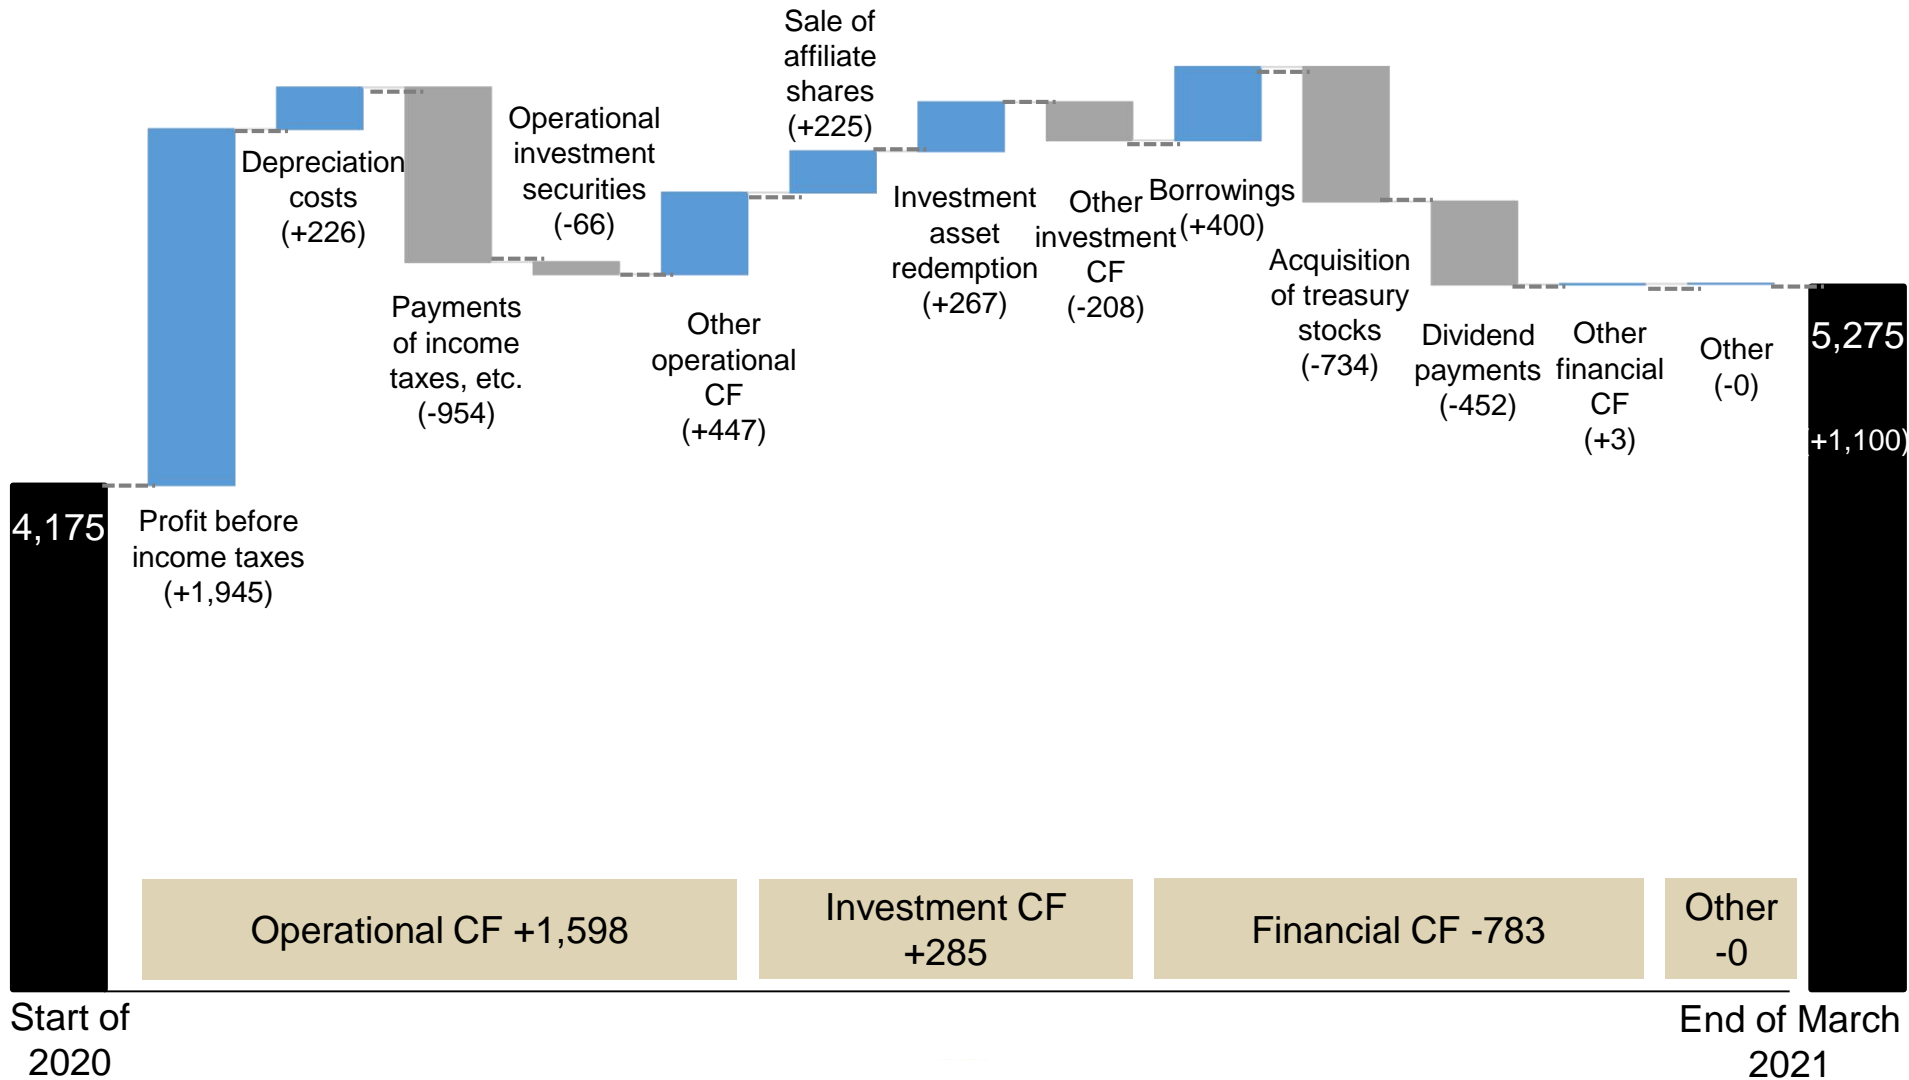 Sale of
affiliate
shares
(+225)
Operational
investment
securities
(-66)
Depreciation
costs
(+226)
Investment
asset
redemption
(+267)
Other
investment
CF
(-208)
Borrowings
(+400)
Acquisition
of treasury
stocks
(-734)
Payments
of income
taxes, etc.
(-954)
Other
operational
CF
(+447)
Dividend
payments
(-452)
Other
financial
CF
(+3)
Other
(-0)
5,275
(+1,100)
4,175
Profit before
income taxes
(+1,945)
Operational CF +1,598
Investment CF
+285
Financial CF -783
Other
-0
Start of
2020
End of March
2021